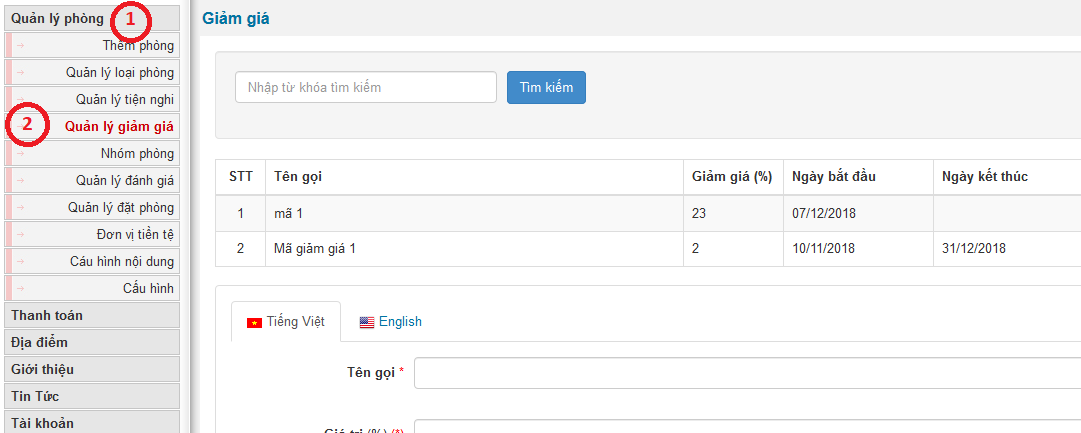 Quản lý phòng
1
Thêm phòng
Quản lý loại phòng
Quản lý tiện nghi
2
Quản lý giảm giá
Nhóm phòng
Quản lý đánh giá
Quản lý đặt phòng
Đơn vị tiền tệ
Cáu hình nội dung
Cấu hình
Thanh toán
Địa điểm
Giới thiệu
Tin Tức
Tài khoản
Giảm giá
Nhập từ khóa tìm kiếm
Tìm kiếm
STT Tên gọi Giảm giá (%) Ngày bắt đầu Ngày kết thúc
1 mã 1 23 07/12/2018
2 Mã giảm giá 1 2 10/11/2018 31/12/2018
Tiếng Việt English
Tên gọi *
Giá trị (%) (*)